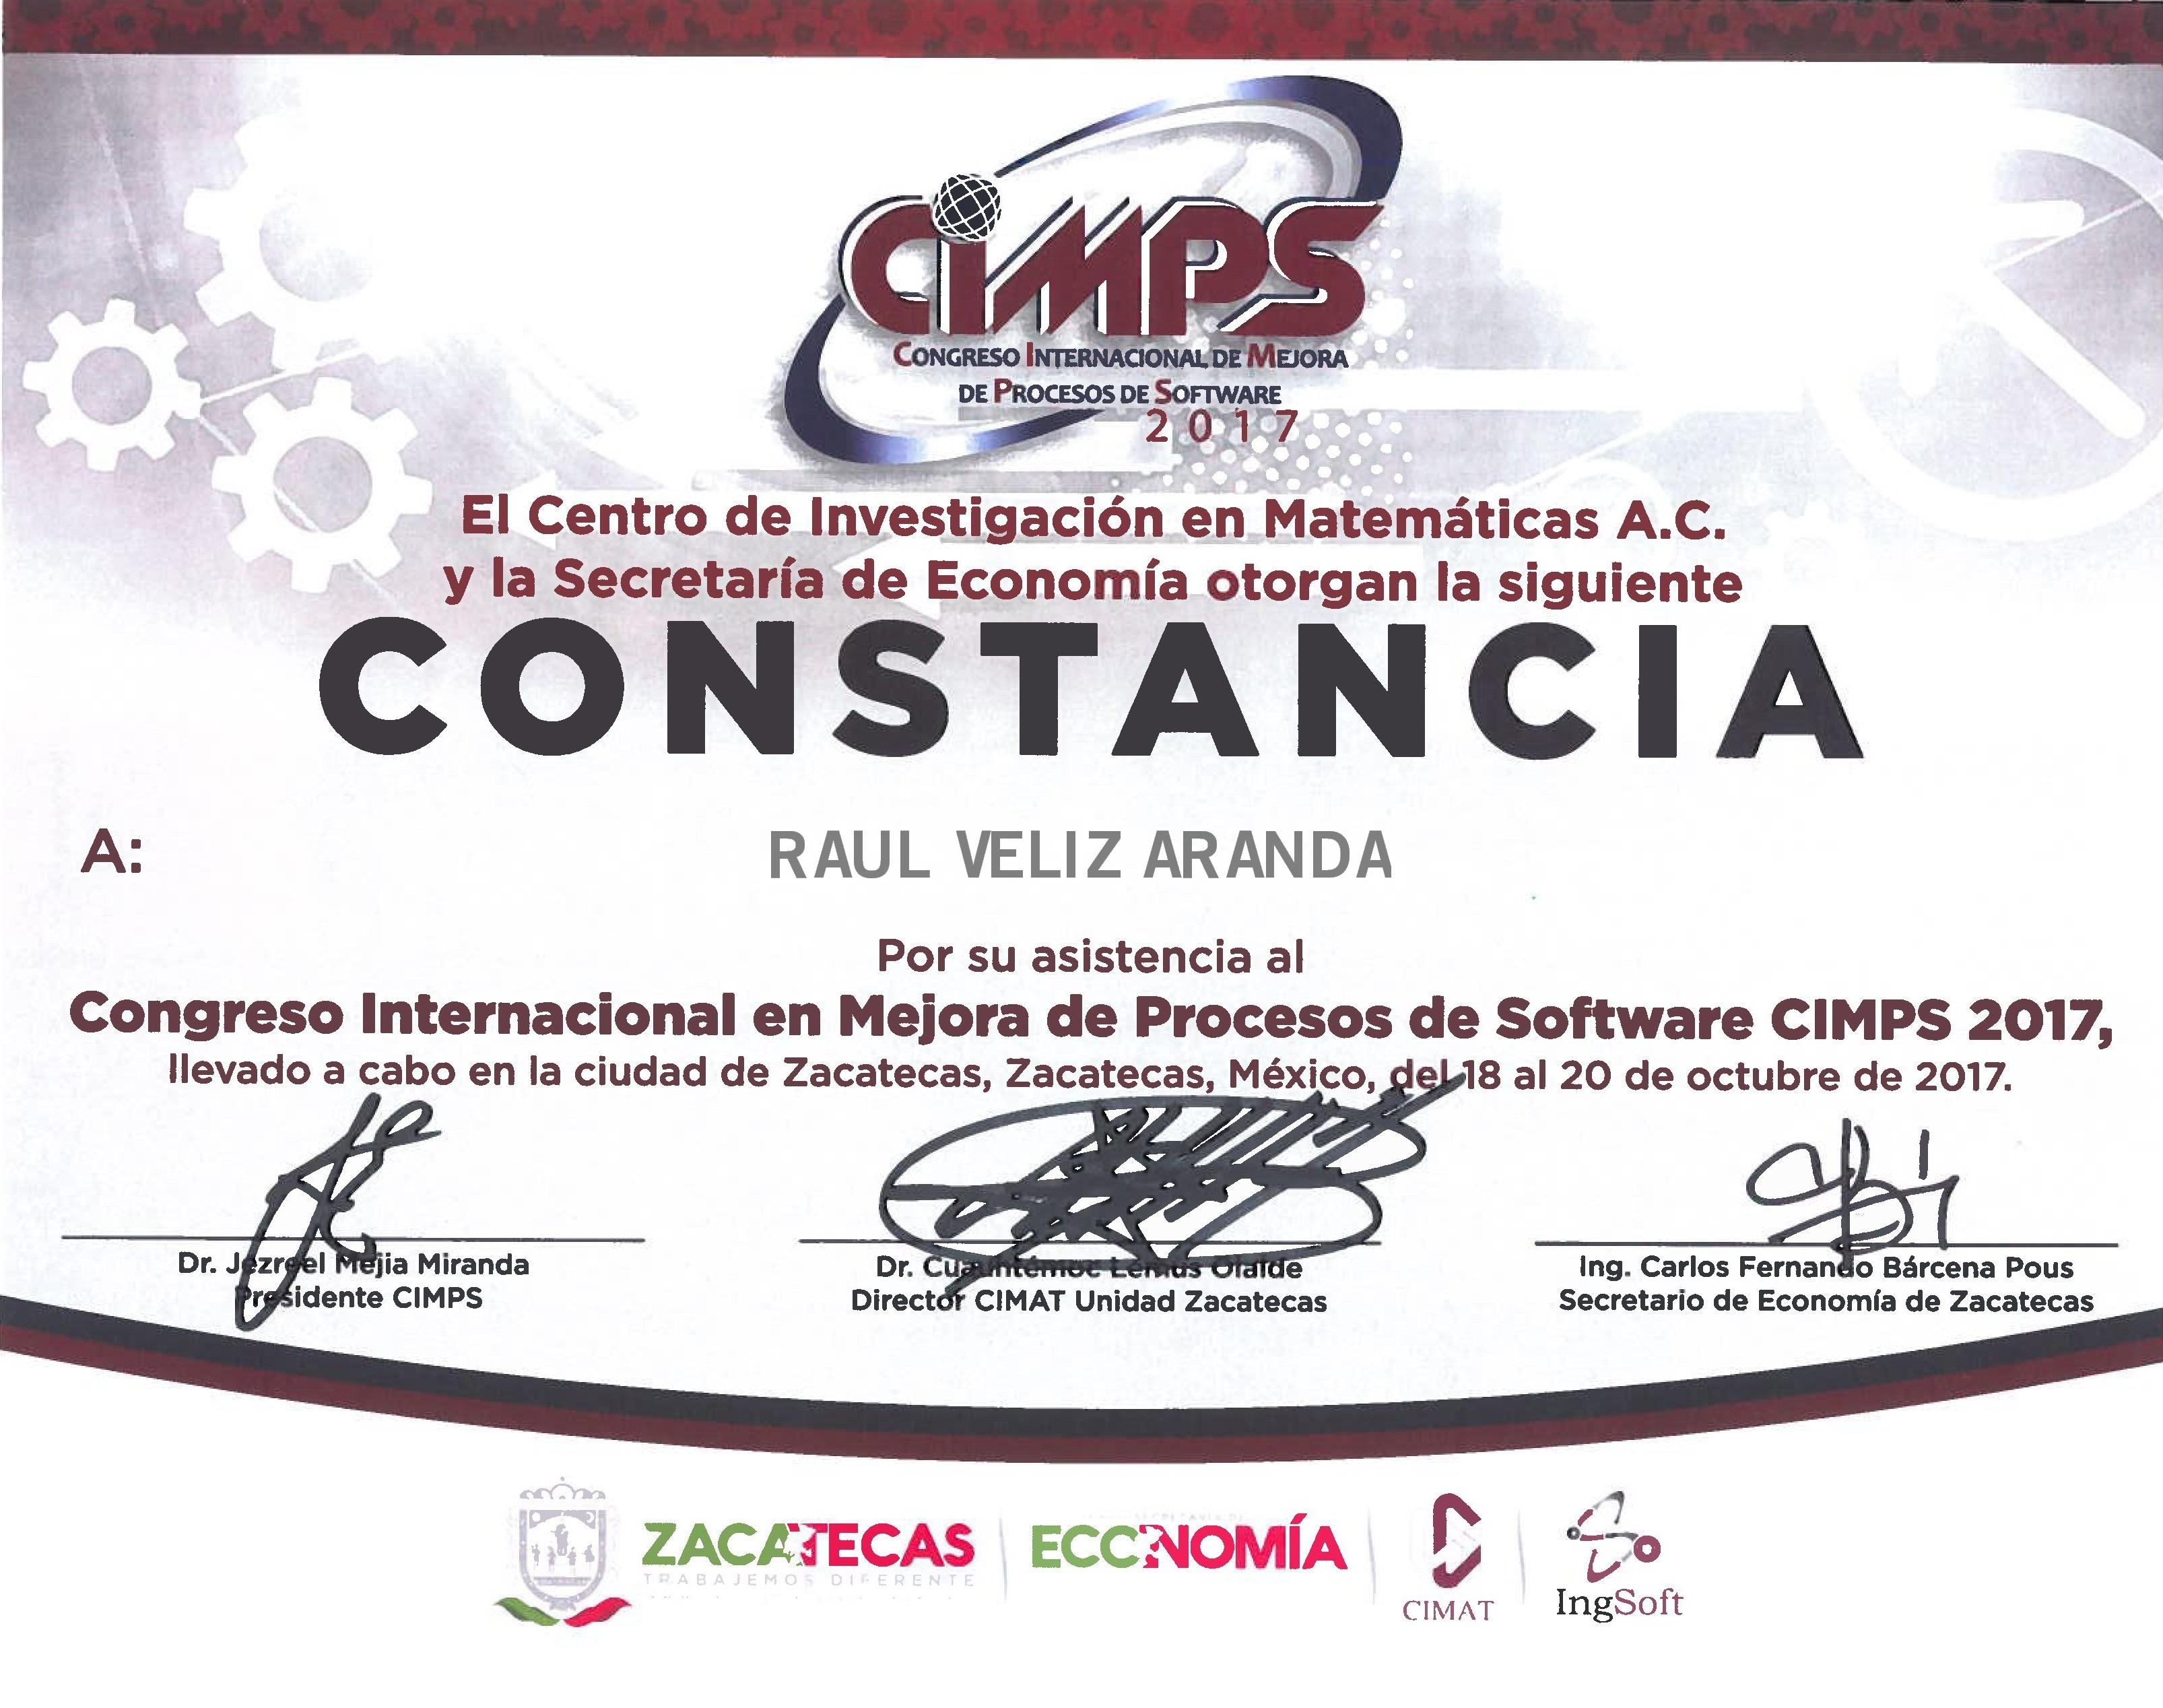 CiMPS
CONGRESO INTERNACIONAL DE MEJORA
DE PROCESOS DE SOFTWARE
2017
El Centro de Investigación en Matemáticas A.C.
y la Secretaría de Economía otorgan la siguiente
CONSTANCIA
A: RAUL VELIZ ARANDA
Por su asistencia al
Congreso Internacional en Mejora de Procesos de Software CIMPS 2017,
llevado a cabo en la ciudad de Zacatecas, Zacatecas, México, del 18 al 20 de octubre de 2017.
Dr. Jezreel Mejia Miranda
Presidente CIMPS
Dr. Cuauhtémoc Lemus Olalde
Director CIMAT Unidad Zacatecas
Ing. Carlos Fernando Bárcena Pous
Secretario de Economía de Zacatecas
ZACATECAS
TRABAJEMOS DIFERENTE
ECONOMÍA
CIMAT
IngSoft